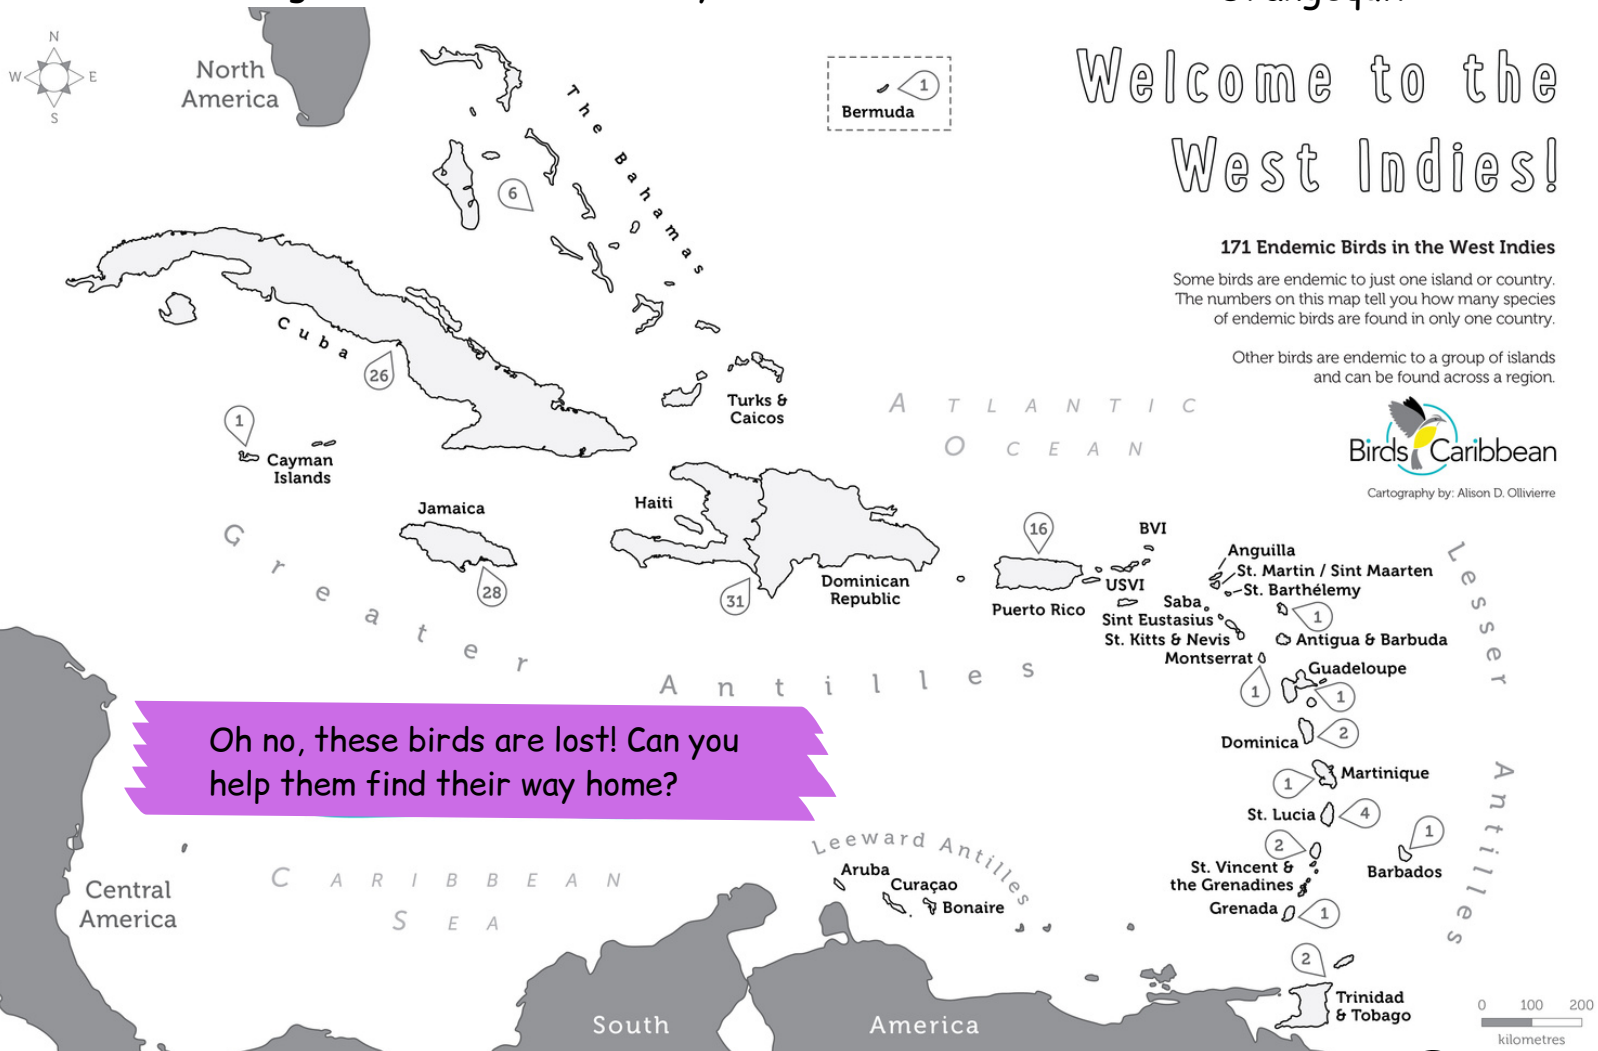 N
W E
S
North
America
The Bahamas
1
Bermuda
Welcome to the
West Indies!
6
171 Endemic Birds in the West Indies
Some birds are endemic to just one island or country.
The numbers on this map tell you how many species
of endemic birds are found in only one country.
Other birds are endemic to a group of islands
and can be found across a region.
Birds Caribbean
Cartography by: Alison D. Ollivierre
Cuba
26
Turks &
Caicos
ATLANTIC
OCEAN
1
Cayman
Islands
Jamaica
28
Haiti
31
Dominican
Republic
16
Puerto Rico
BVI
USVI
Anguilla
St. Martin / Sint Maarten
St. Barthélemy
Saba
Sint Eustasius
St. Kitts & Nevis
Montserrat
1
1
Antigua & Barbuda
Guadeloupe
1
Dominica
2
Martinique
1
St. Lucia
4
2
St. Vincent &
the Grenadines
1
Barbados
Grenada
1
2
Trinidad
& Tobago
Greater Antilles
Lesser Antilles
Oh no, these birds are lost! Can you
help them find their way home?
Leeward Antilles
Aruba
Curaçao
Bonaire
CARIBBEAN
SEA
Central
America
South America
0 100 200
kilometres